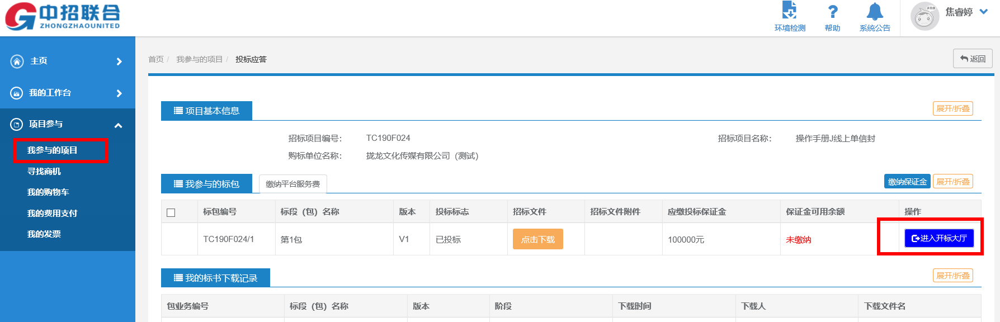 中招联合
ZHONGZHAOUNITED
环境检测
帮助
系统公告
焦睿婷
主页
我的工作台
项目参与
我参与的项目
寻找商机
我的购物车
我的费用支付
我的发票
首页 / 我参与的项目 / 投标应答
返回
项目基本信息
展开/折叠
招标项目编号： TC190F024 招标项目名称： 操作手册J线上单信封
购标单位名称： 拢龙文化传媒有限公司（测试）
我参与的标包 缴纳平台服务费
缴纳保证金 展开/折叠
标包编号 标段（包）名称 版本 投标标志 招标文件 招标文件附件 应缴投标保证金 保证金可用余额 操作
TC190F024/1 第1包 V1 已投标 点击下载 100000元 未缴纳 进入开标大厅
我的标书下载记录
展开/折叠
包业务编号 标段（包）名称 版本 阶段 下载时间 下载人 下载文件名